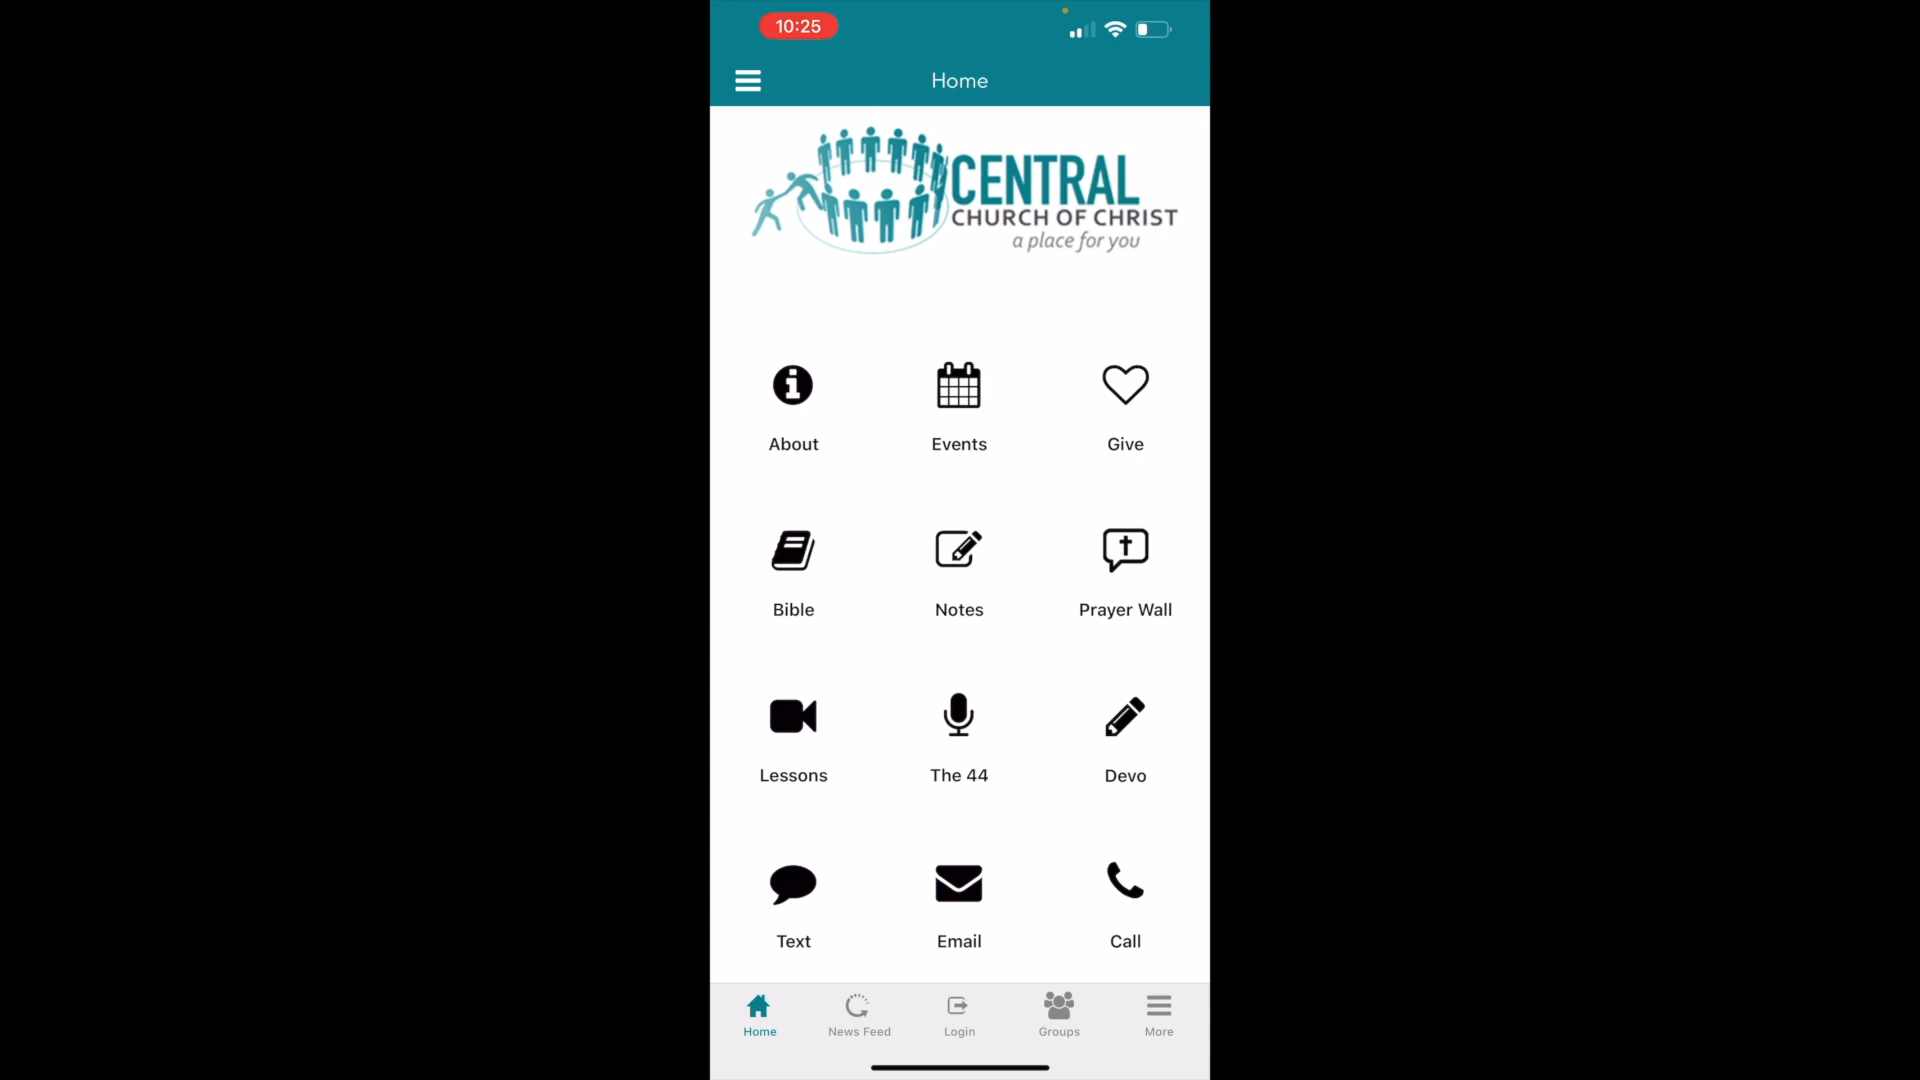 10:25
Home
CENTRAL
CHURCH OF CHRIST
a place for you
About
Events
Give
Bible
Notes
Prayer Wall
Lessons
The 44
Devo
Text
Email
Call
Home
News Feed
Login
Groups
More